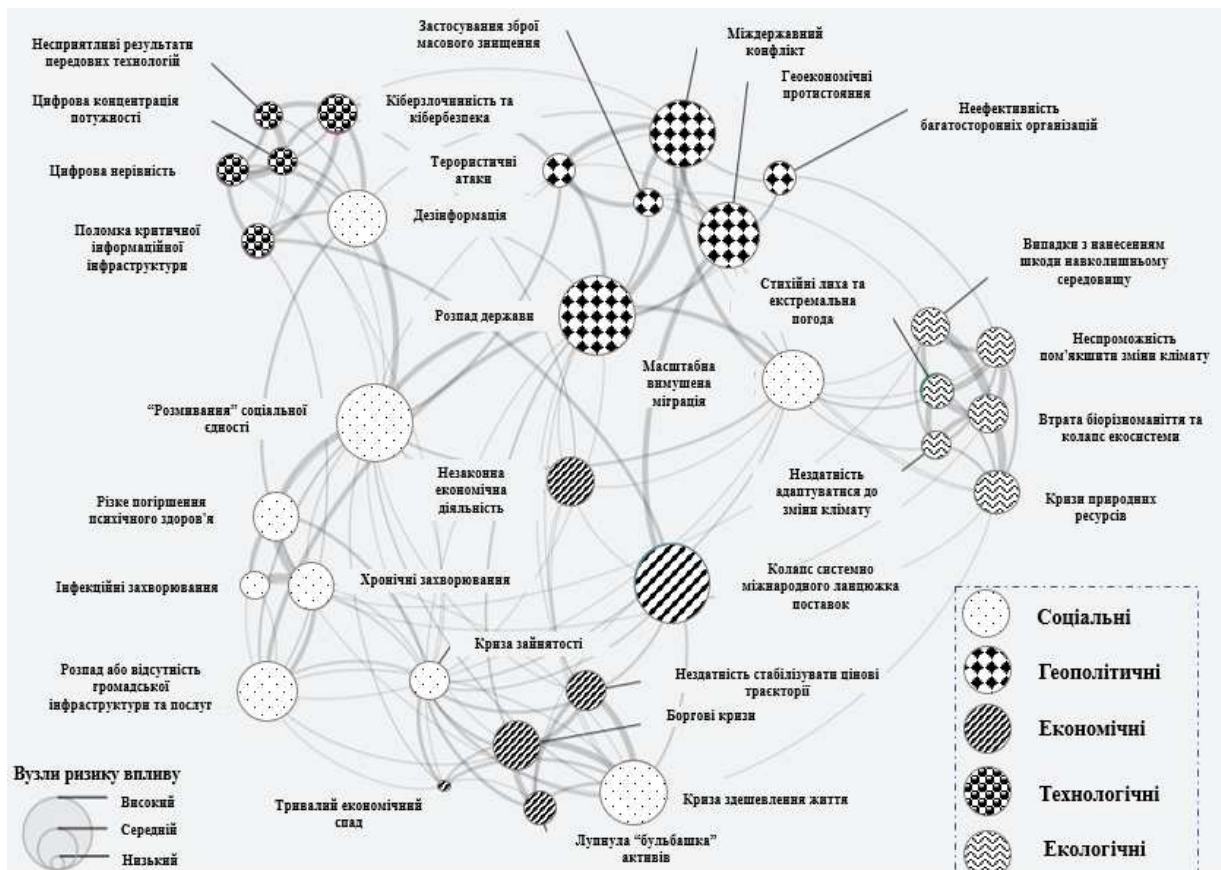 Несприятливі результати
передових технологій
Цифрова концентрація
потужності
Цифрова нерівність
Поломка критичної
інформаційної
інфраструктури
Кіберзлочинність та
кібербезпека
Дезінформація
Застосування зброї
масового знищення
Терористичні
атаки
Міждержавний
конфлікт
Геоекономічні
протистояння
Неефективність
багатосторонніх організацій
Розпад держави
Стихійні лиха та
екстремальна
погода
Випадки з нанесенням
шкоди навколишньому
середовищу
Неспроможність
пом’якшити зміни клімату
Втрата біорізноманіття та
колапс екосистеми
Кризи природних
ресурсів
Нездатність
адаптуватися до
зміни клімату
Масштабна
вимушена
міграція
“Розмивання” соціальної
єдності
Незаконна
економічна
діяльність
Різке погіршення
психічного здоров’я
Інфекційні захворювання
Хронічні захворювання
Розпад або відсутність
громадської
інфраструктури та послуг
Колапс системно
міжнародного ланцюжка
поставок
Криза зайнятості
Нездатність стабілізувати цінові
траєкторії
Боргові кризи
Тривалий економічний
спад
Криза здешевлення життя
Лупнула “бульбашка”
активів
Вузли ризику впливу
Високий
Середній
Низький
Соціальні
Геополітичні
Економічні
Технологічні
Екологічні